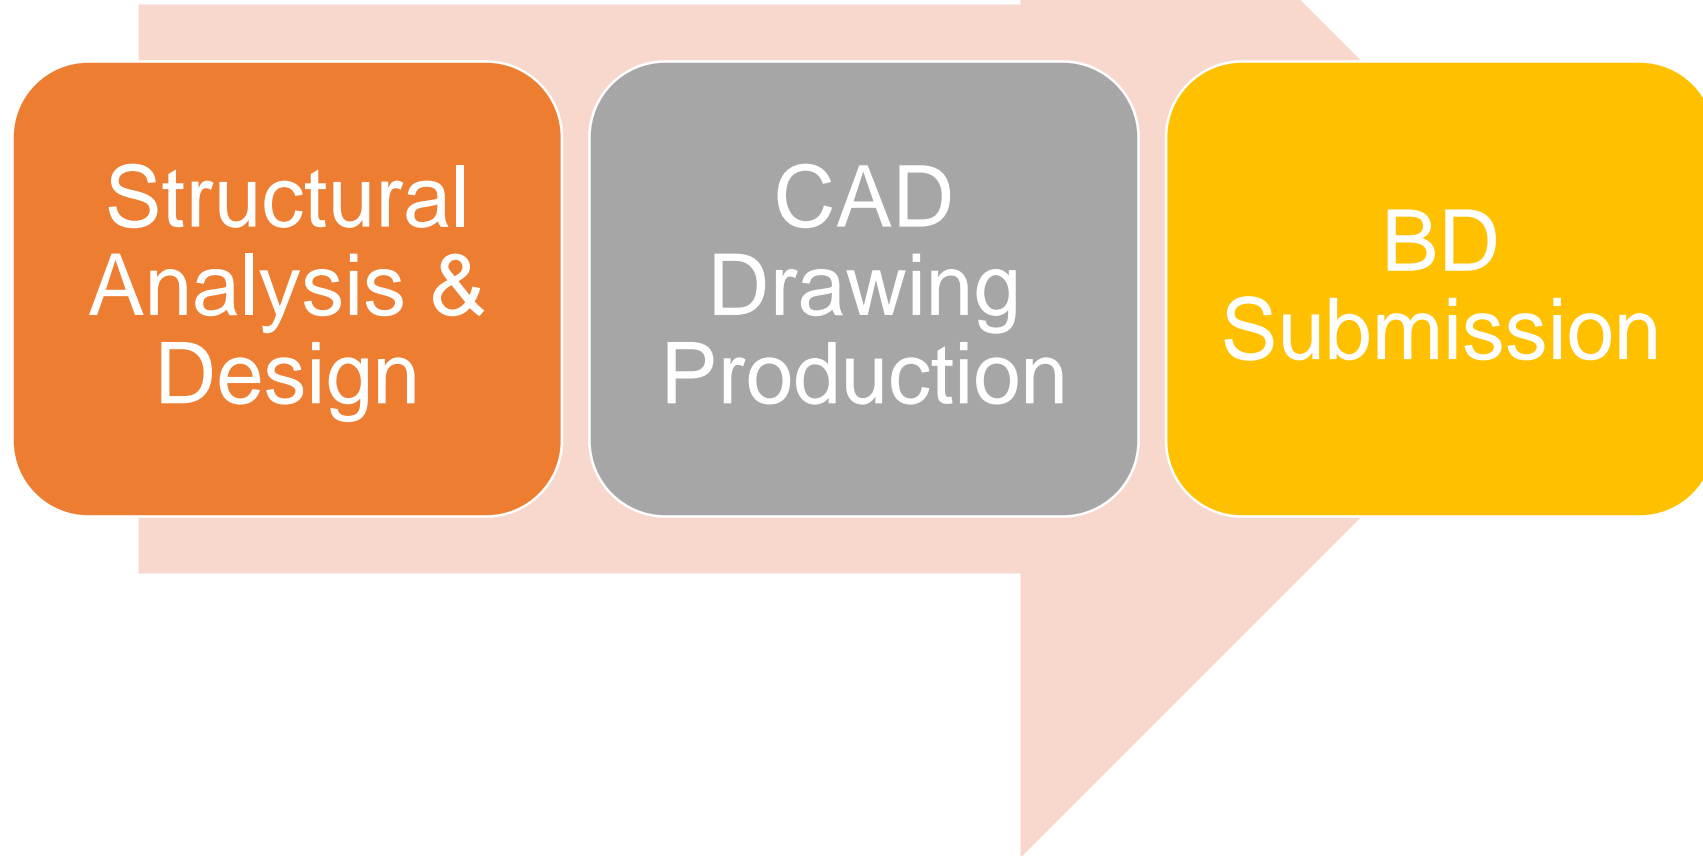 Structural
Analysis &
Design
CAD
Drawing
Production
BD
Submission